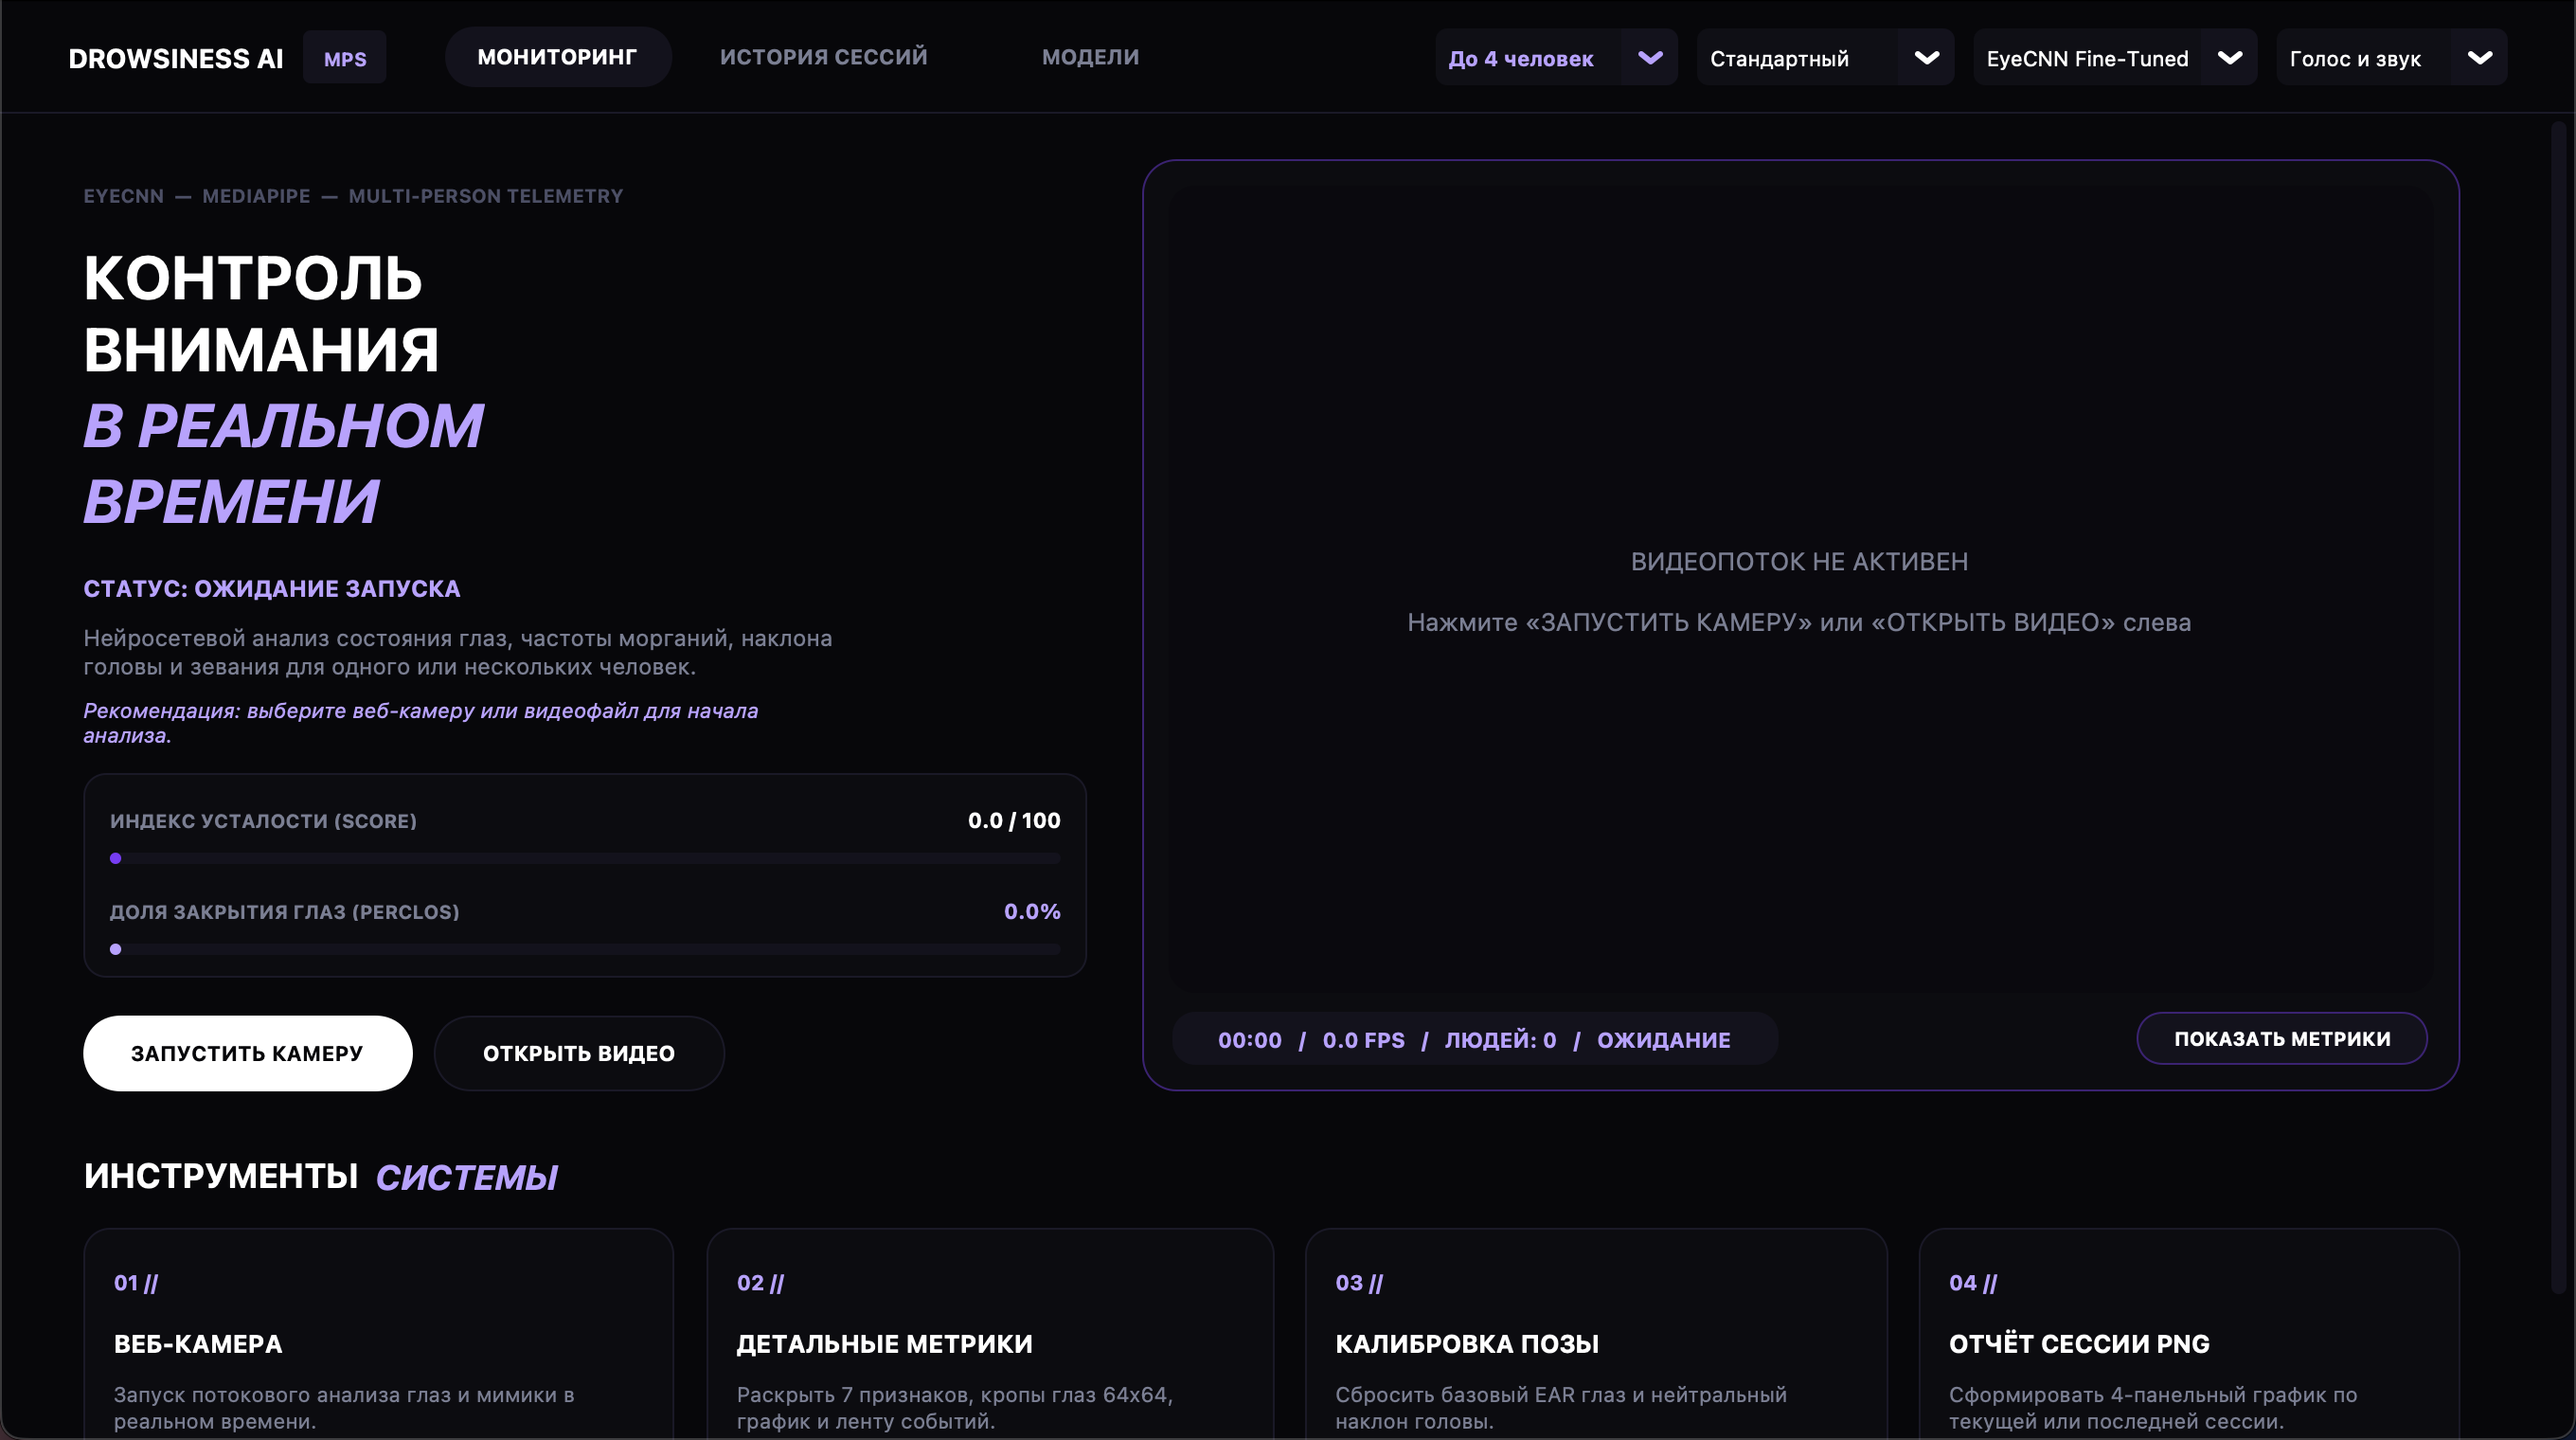 DROWSINESS AI
MPS
МОНИТОРИНГ
ИСТОРИЯ СЕССИЙ
МОДЕЛИ
До 4 человек
Стандартный
EyeCNN Fine-Tuned
Голос и звук
EYECNN — MEDIAPIPE — MULTI-PERSON TELEMETRY
КОНТРОЛЬ
ВНИМАНИЯ
В РЕАЛЬНОМ
ВРЕМЕНИ
СТАТУС: ОЖИДАНИЕ ЗАПУСКА
Нейросетевой анализ состояния глаз, частоты морганий, наклона
головы и зевания для одного или нескольких человек.
Рекомендация: выберите веб-камеру или видеофайл для начала
анализа.
ИНДЕКС УСТАЛОСТИ (SCORE)
0.0 / 100
ДОЛЯ ЗАКРЫТИЯ ГЛАЗ (PERCLOS)
0.0%
ЗАПУСТИТЬ КАМЕРУ
ОТКРЫТЬ ВИДЕО
ВИДЕОПОТОК НЕ АКТИВЕН
Нажмите «ЗАПУСТИТЬ КАМЕРУ» или «ОТКРЫТЬ ВИДЕО» слева
00:00 / 0.0 FPS / ЛЮДЕЙ: 0 / ОЖИДАНИЕ
ПОКАЗАТЬ МЕТРИКИ
ИНСТРУМЕНТЫ СИСТЕМЫ
01 //
ВЕБ-КАМЕРА
Запуск потокового анализа глаз и мимики в
реальном времени.
02 //
ДЕТАЛЬНЫЕ МЕТРИКИ
Раскрыть 7 признаков, кропы глаз 64x64,
график и ленту событий.
03 //
КАЛИБРОВКА ПОЗЫ
Сбросить базовый EAR глаз и нейтральный
наклон головы.
04 //
ОТЧЁТ СЕССИИ PNG
Сформировать 4-панельный график по
текущей или последней сессии.